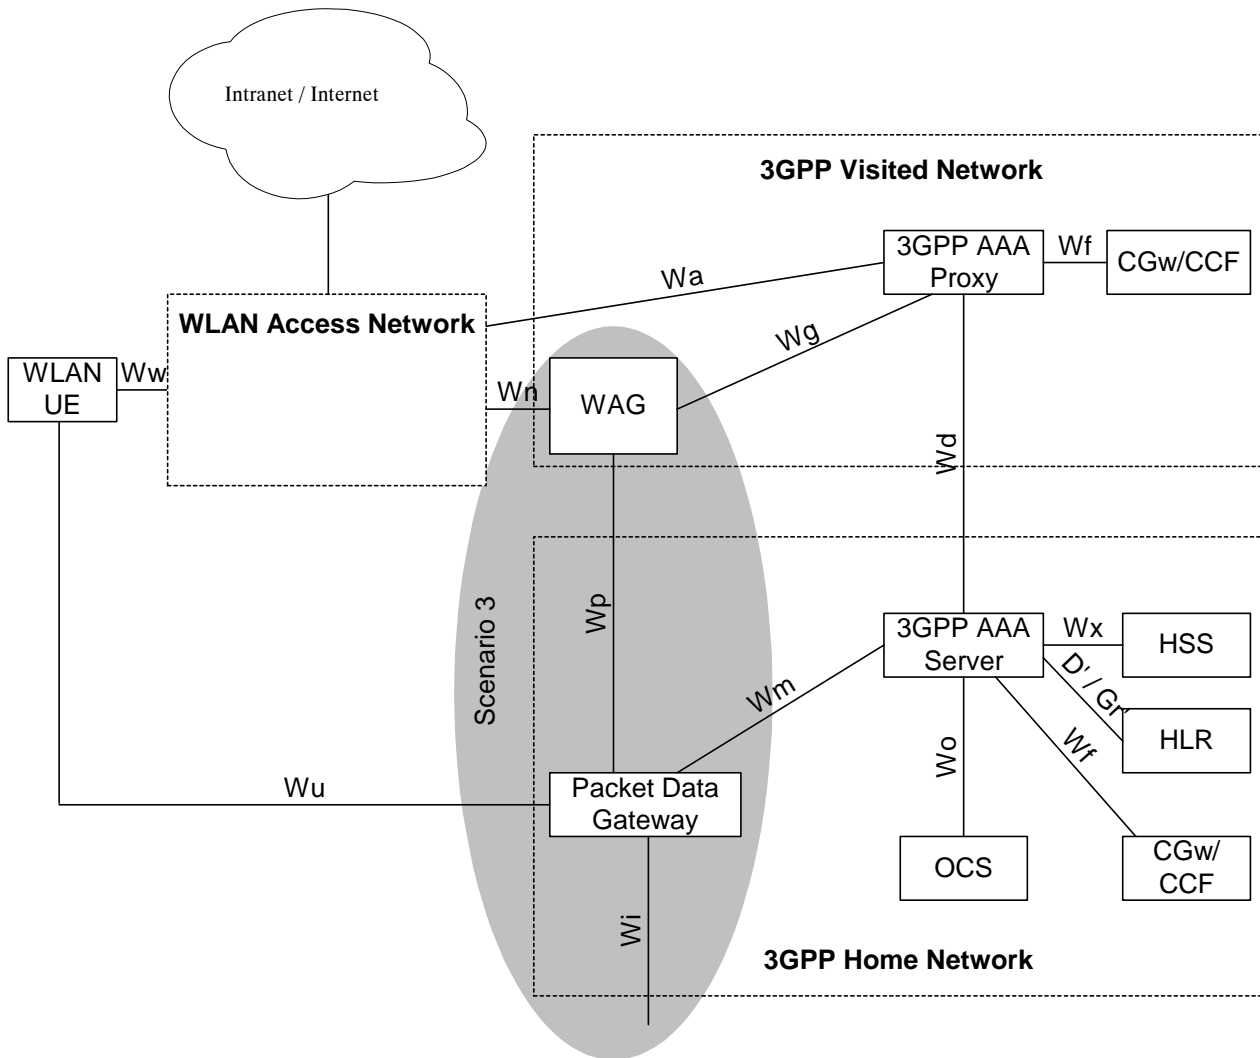 Intranet / Internet
3GPP Visited Network
3GPP AAA
Proxy
Wf
CGw/CCF
Wa
WLAN Access Network
Wg
WLAN
UE
Ww
Wn
WAG
Wd
Scenario 3
Wp
3GPP AAA
Server
Wx
HSS
D' / Gr'
HLR
Wm
Wo
Wf
Wu
Packet Data
Gateway
OCS
CGw/
CCF
Wi
3GPP Home Network